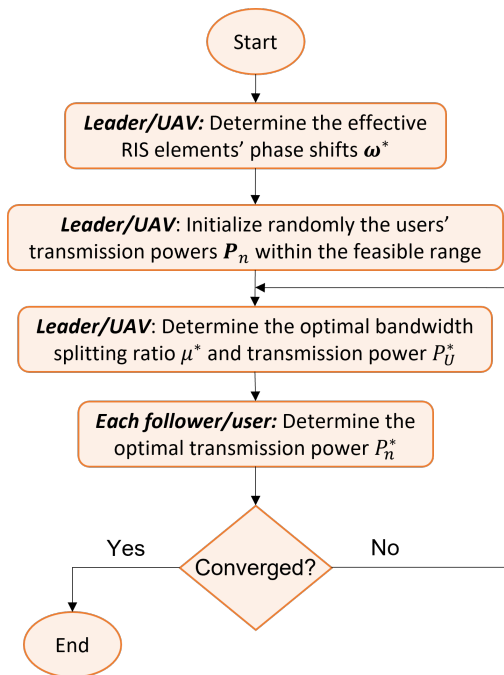 Start
Leader/UAV: Determine the effective
RIS elements' phase shifts ω*
Leader/UAV: Initialize randomly the users'
transmission powers Pₙ within the feasible range
Leader/UAV: Determine the optimal bandwidth
splitting ratio μ* and transmission power P*_U
Each follower/user: Determine the
optimal transmission power P*_n
Converged?
Yes
No
End